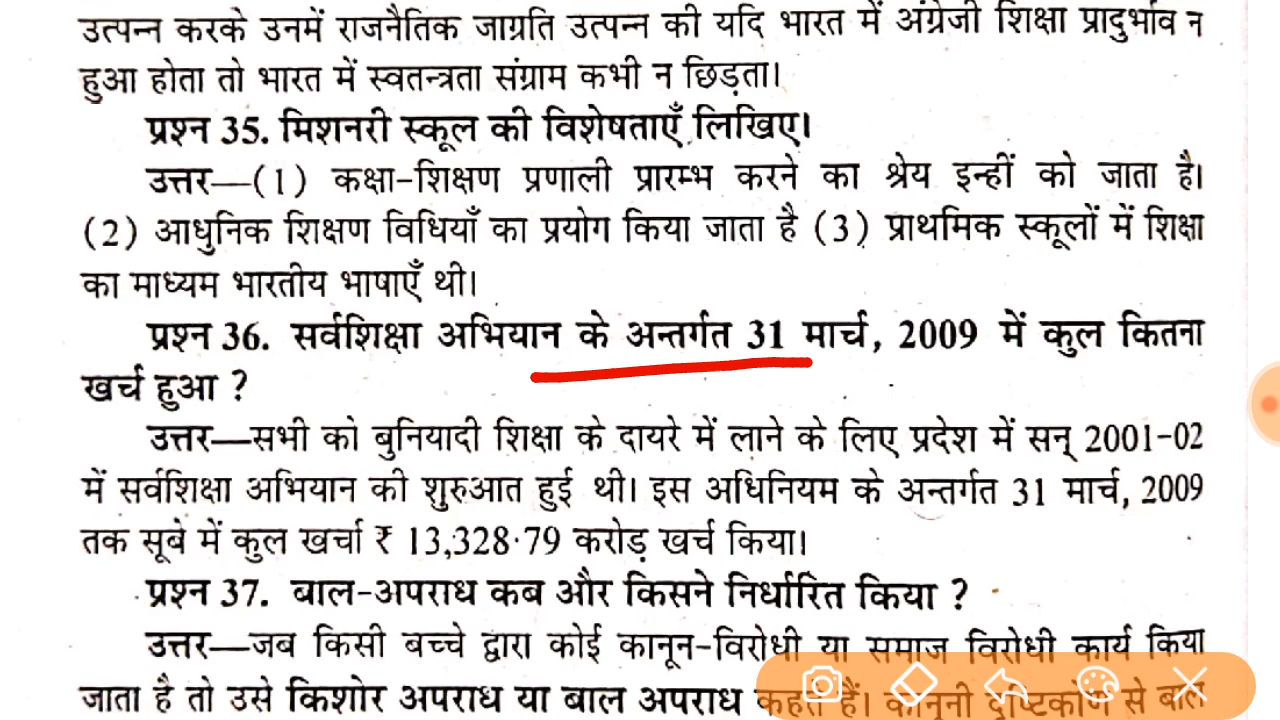 उत्पन्न करके उनमें राजनैतिक जाग्रति उत्पन्न की यदि भारत में अंग्रेजी शिक्षा प्रादुर्भाव न
हुआ होता तो भारत में स्वतन्त्रता संग्राम कभी न छिड़ता।
प्रश्न 35. मिशनरी स्कूल की विशेषताएँ लिखिए।
उत्तर—(1) कक्षा-शिक्षण प्रणाली प्रारम्भ करने का श्रेय इन्हीं को जाता है।
(2) आधुनिक शिक्षण विधियाँ का प्रयोग किया जाता है (3) प्राथमिक स्कूलों में शिक्षा
का माध्यम भारतीय भाषाएँ थी।
प्रश्न 36. सर्वशिक्षा अभियान के अन्तर्गत 31 मार्च, 2009 में कुल कितना
खर्च हुआ ?
उत्तर—सभी को बुनियादी शिक्षा के दायरे में लाने के लिए प्रदेश में सन् 2001-02
में सर्वशिक्षा अभियान की शुरुआत हुई थी। इस अधिनियम के अन्तर्गत 31 मार्च, 2009
तक सूबे में कुल खर्चा ₹ 13,328·79 करोड़ खर्च किया।
प्रश्न 37. बाल-अपराध कब और किसने निर्धारित किया ?
उत्तर—जब किसी बच्चे द्वारा कोई कानून-विरोधी या समाज विरोधी कार्य किया
जाता है तो उसे किशोर अपराध या बाल अपराध कहते हैं। कानूनी दृष्टिकोण से बाल